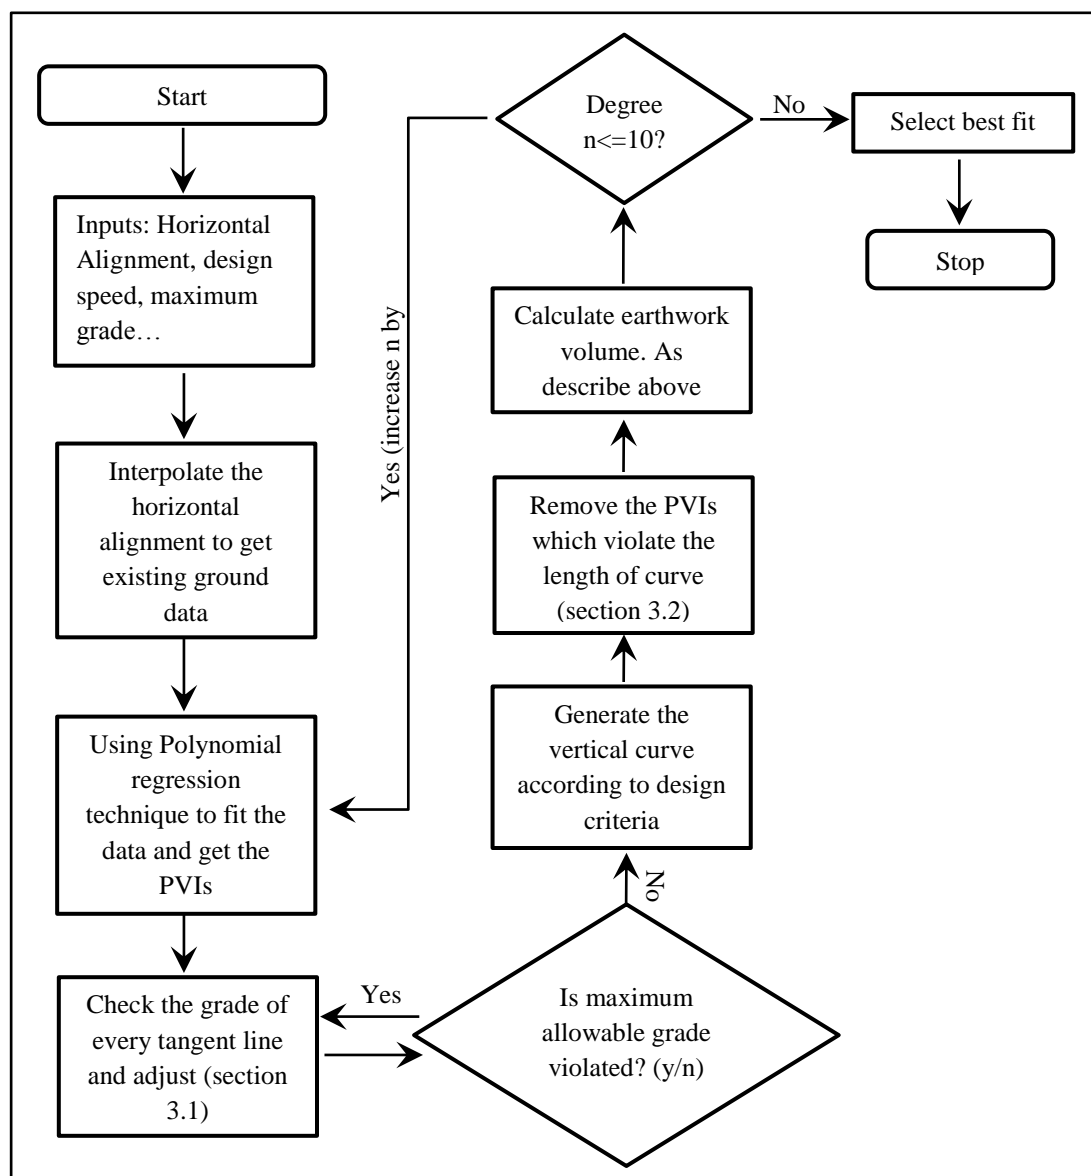 Start
Inputs: Horizontal
Alignment, design
speed, maximum
grade…
Interpolate the
horizontal
alignment to get
existing ground
data
Using Polynomial
regression
technique to fit the
data and get the
PVIs
Check the grade of
every tangent line
and adjust (section
3.1)
Yes
Is maximum
allowable grade
violated? (y/n)
No
Generate the
vertical curve
according to design
criteria
Remove the PVIs
which violate the
length of curve
(section 3.2)
Calculate earthwork
volume. As
describe above
Degree
n<=10?
Yes (increase n by
No
Select best fit
Stop